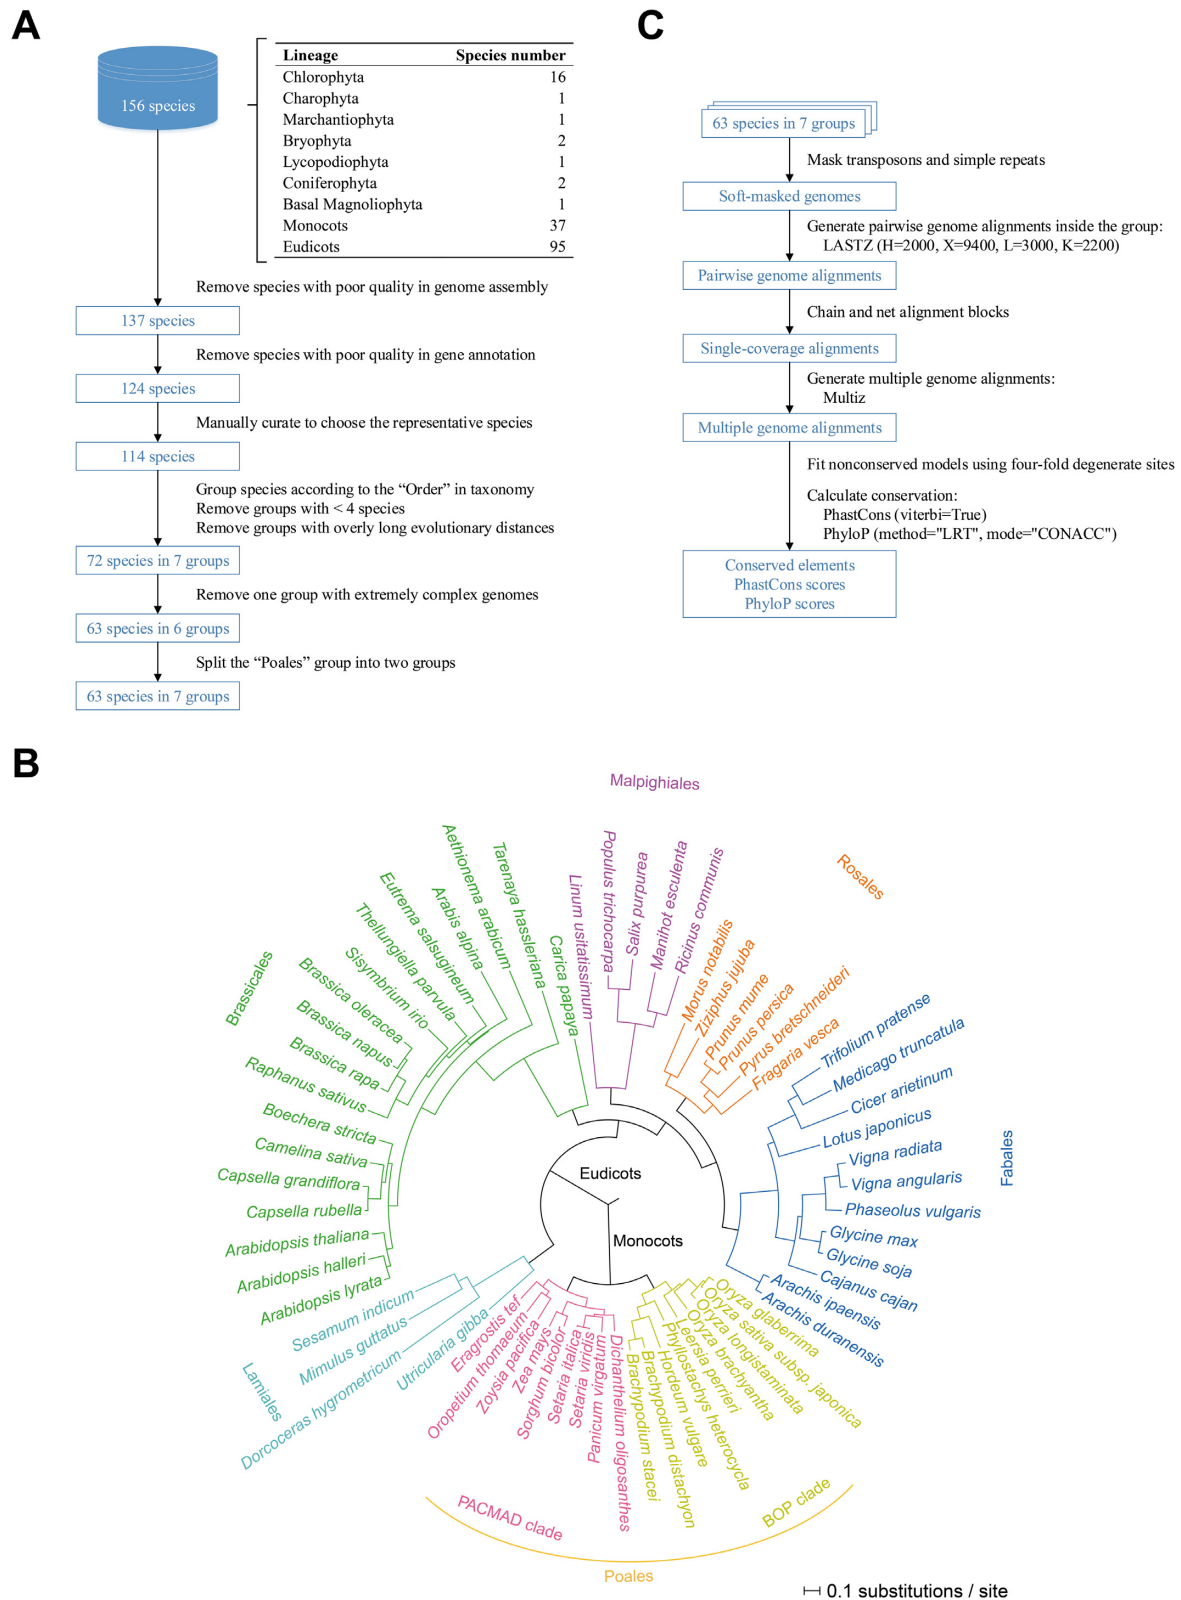 A
156 species
Lineage Species number
Chlorophyta 16
Charophyta 1
Marchantiophyta 1
Bryophyta 2
Lycopodiophyta 1
Coniferophyta 2
Basal Magnoliophyta 1
Monocots 37
Eudicots 95
Remove species with poor quality in genome assembly
137 species
Remove species with poor quality in gene annotation
124 species
Manually curate to choose the representative species
114 species
Group species according to the “Order” in taxonomy
Remove groups with < 4 species
Remove groups with overly long evolutionary distances
72 species in 7 groups
Remove one group with extremely complex genomes
63 species in 6 groups
Split the “Poales” group into two groups
63 species in 7 groups
C
63 species in 7 groups
Mask transposons and simple repeats
Soft-masked genomes
Generate pairwise genome alignments inside the group:
LASTZ (H=2000, X=9400, L=3000, K=2200)
Pairwise genome alignments
Chain and net alignment blocks
Single-coverage alignments
Generate multiple genome alignments:
Multiz
Multiple genome alignments
Fit nonconserved models using four-fold degenerate sites
Calculate conservation:
PhastCons (viterbi=True)
PhyloP (method="LRT", mode="CONACC")
Conserved elements
PhastCons scores
PhyloP scores
B
Malpighiales
Linum usitatissimum
Populus trichocarpa
Salix purpurea
Manihot esculenta
Ricinus communis
Rosales
Morus notabilis
Ziziphus jujuba
Prunus mume
Prunus persica
Pyrus bretschneideri
Fragaria vesca
Fabales
Trifolium pratense
Medicago truncatula
Cicer arietinum
Lotus japonicus
Vigna radiata
Vigna angularis
Phaseolus vulgaris
Glycine max
Glycine soja
Cajanus cajan
Arachis ipaensis
Arachis duranensis
Oryza glaberrima
Oryza sativa subsp. japonica
Oryza longistaminata
Oryza brachyantha
Leersia perrieri
Phyllostachys heterocycla
Hordeum vulgare
Brachypodium distachyon
Brachypodium stacei
BOP clade
Dichanthelium oligosanthes
Panicum virgatum
Setaria viridis
Setaria italica
Sorghum bicolor
Zea mays
Zoysia pacifica
Oropetium thomaeum
Eragrostis tef
PACMAD clade
Poales
Utricularia gibba
Dorcoceras hygrometricum
Mimulus guttatus
Sesamum indicum
Lamiales
Arabidopsis lyrata
Arabidopsis halleri
Arabidopsis thaliana
Capsella rubella
Capsella grandiflora
Camelina sativa
Boechera stricta
Raphanus sativus
Brassica rapa
Brassica napus
Brassica oleracea
Sisymbrium irio
Thellungiella parvula
Eutrema salsugineum
Arabis alpina
Aethionema arabicum
Tarenaya hassleriana
Carica papaya
Brassicales
Eudicots
Monocots
0.1 substitutions / site